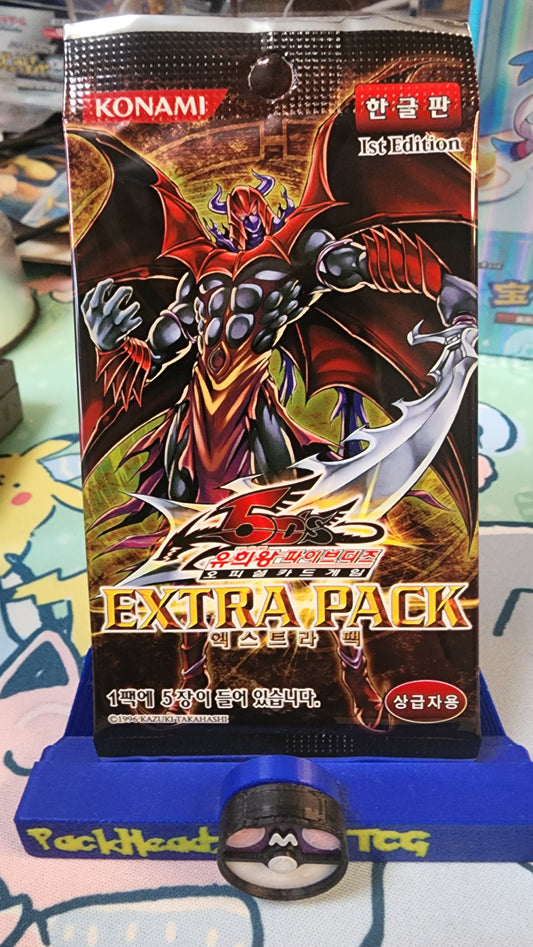 KONAMI
한글판
1st Edition
5D's
유희왕 파이브디즈
오피셜카드게임
EXTRA PACK
엑스트라 팩
1팩에 5장이 들어 있습니다.
상급자용
©1996 KAZUKI TAKAHASHI
PackHeat
M
TCG
宝